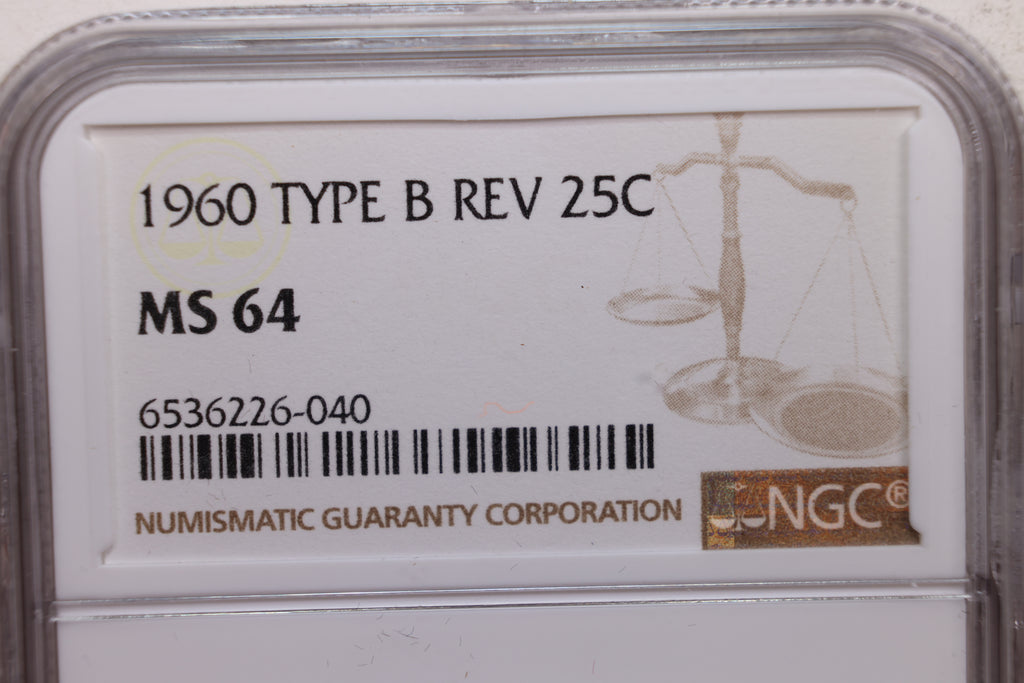 1960 TYPE B REV 25C
MS 64
6536226-040
NUMISMATIC GUARANTY CORPORATION
NGC®